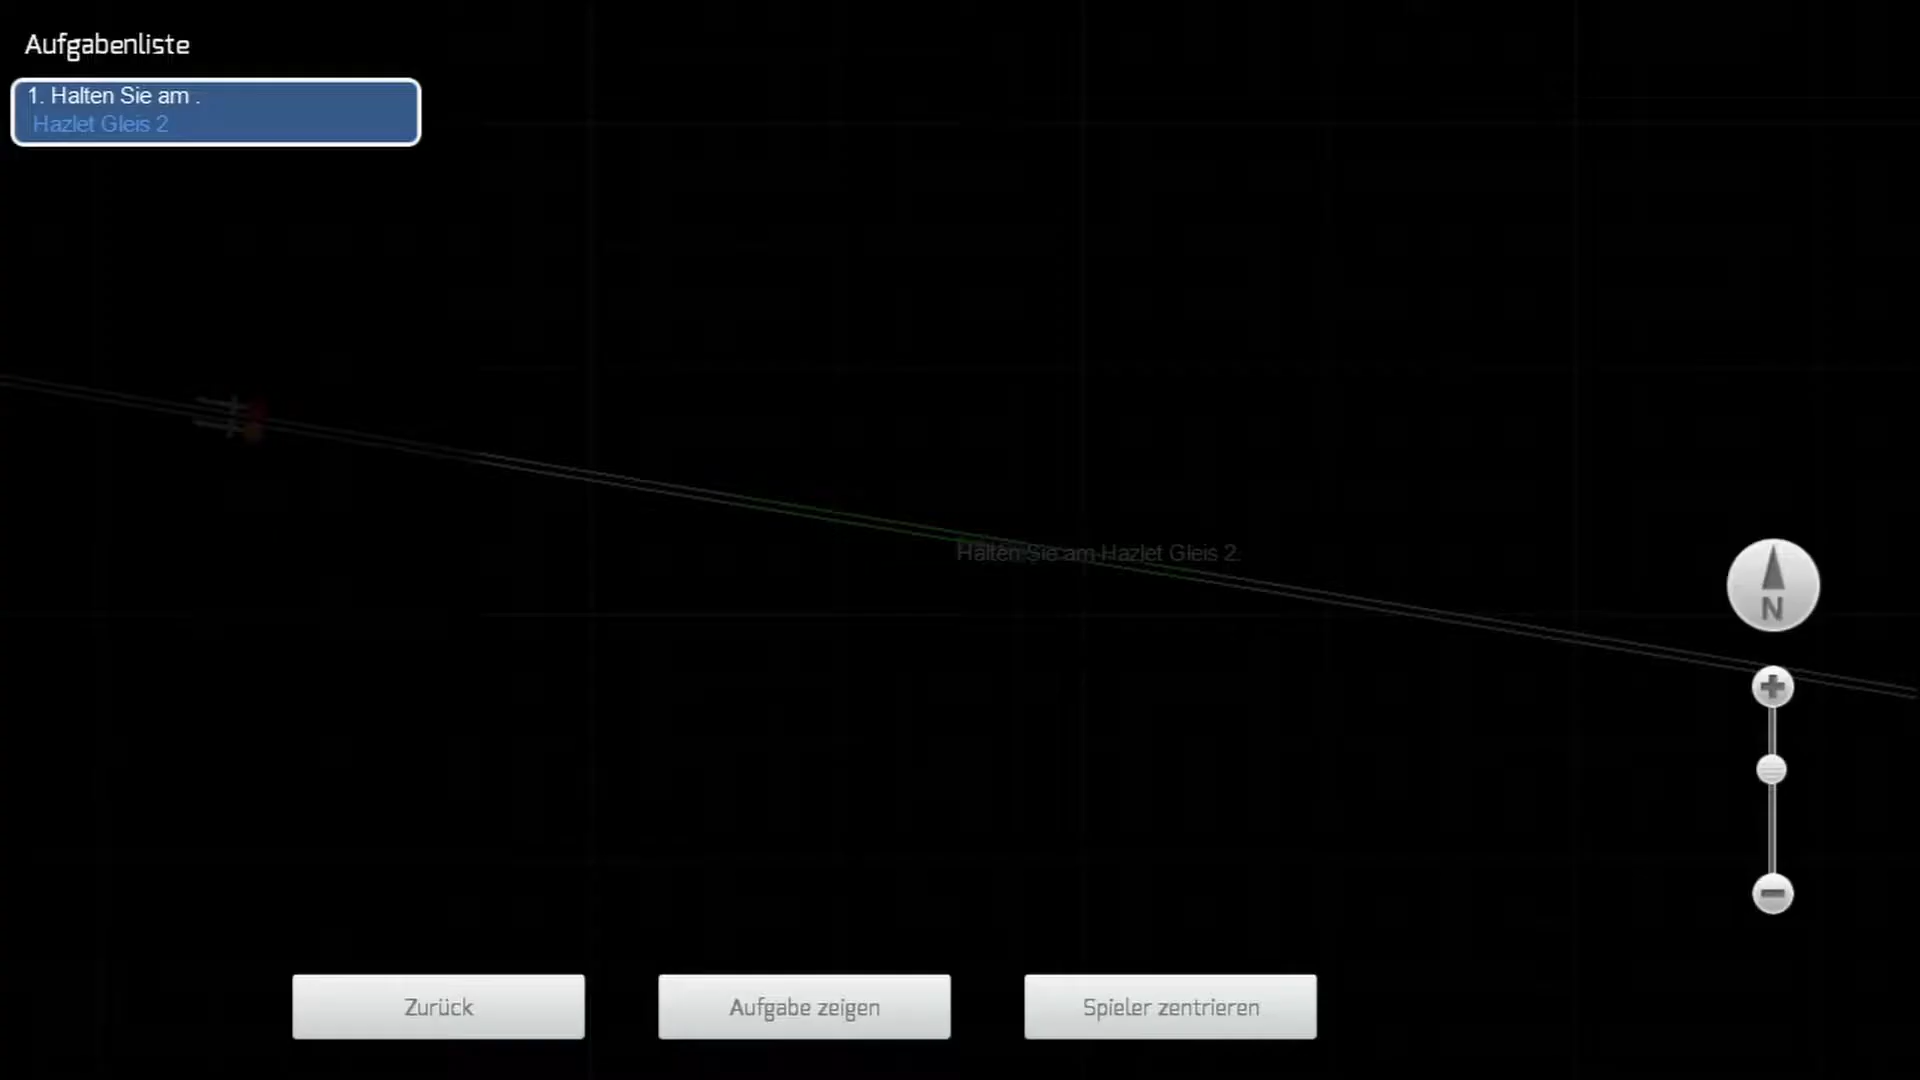 Aufgabenliste
1. Halten Sie am .
Hazlet Gleis 2
Halten Sie am Hazlet Gleis 2.
N
Zurück
Aufgabe zeigen
Spieler zentrieren